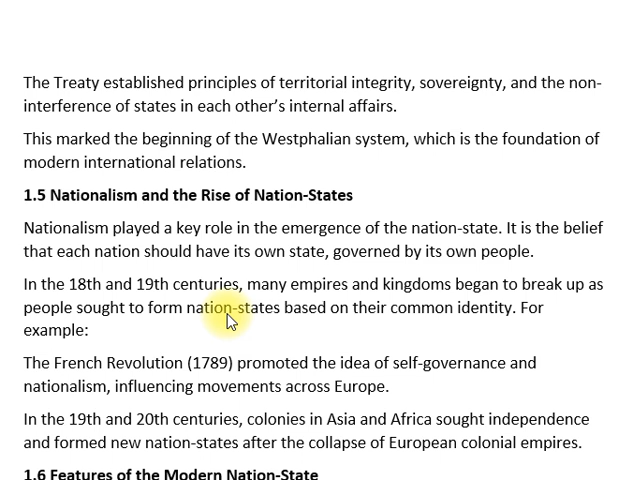 The Treaty established principles of territorial integrity, sovereignty, and the non-
interference of states in each other’s internal affairs.
This marked the beginning of the Westphalian system, which is the foundation of
modern international relations.
1.5 Nationalism and the Rise of Nation-States
Nationalism played a key role in the emergence of the nation-state. It is the belief
that each nation should have its own state, governed by its own people.
In the 18th and 19th centuries, many empires and kingdoms began to break up as
people sought to form nation-states based on their common identity. For
example:
The French Revolution (1789) promoted the idea of self-governance and
nationalism, influencing movements across Europe.
In the 19th and 20th centuries, colonies in Asia and Africa sought independence
and formed new nation-states after the collapse of European colonial empires.
1.6 Features of the Modern Nation-State